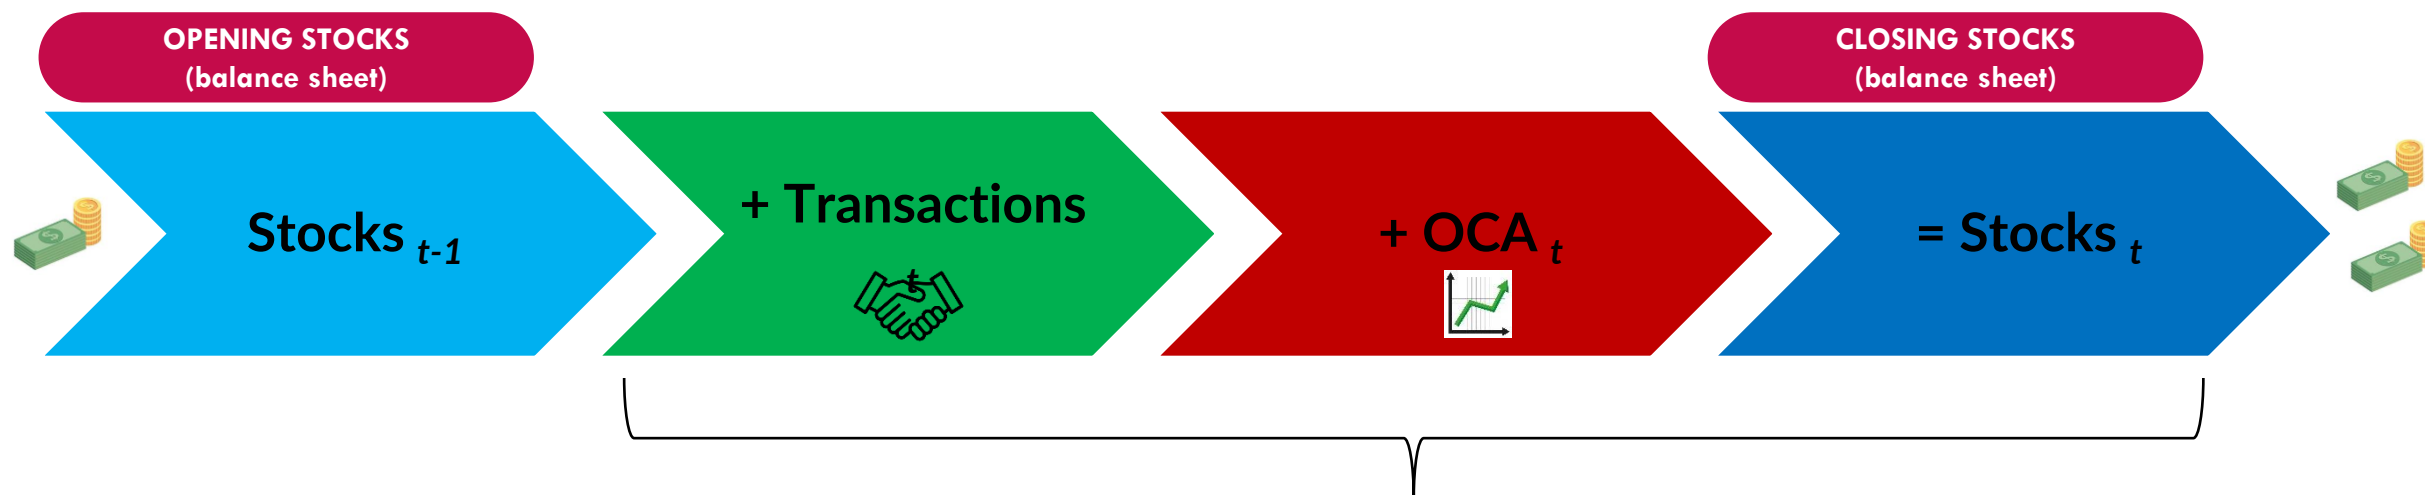 OPENING STOCKS
(balance sheet)
CLOSING STOCKS
(balance sheet)
Stocks t-1
+ Transactions
t
+ OCA t
= Stocks t